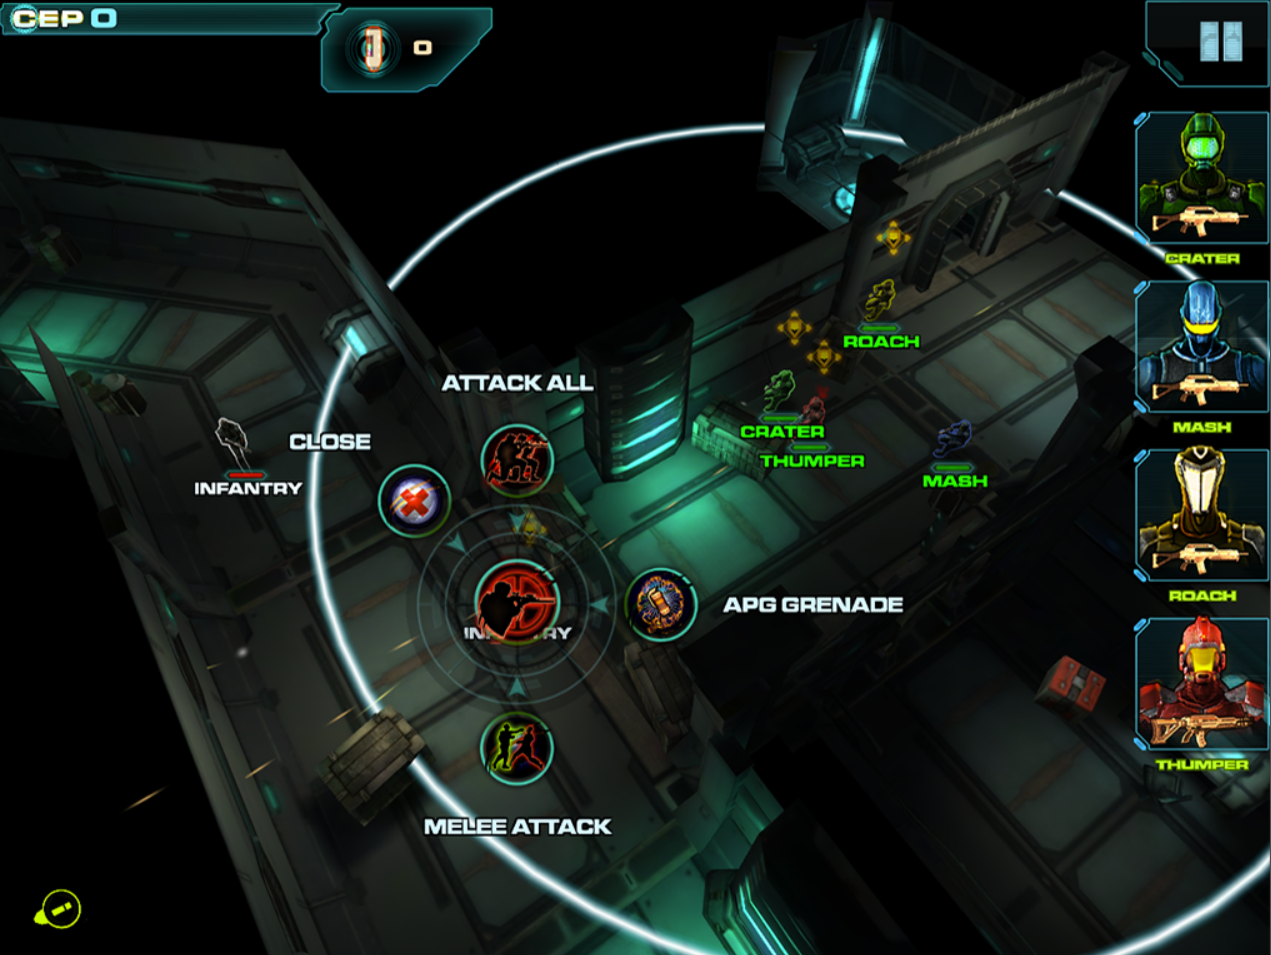 CEP 0
0
CRATER
MASH
ROACH
THUMPER
ROACH
ATTACK ALL
CRATER
THUMPER
MASH
CLOSE
INFANTRY
APG GRENADE
MELEE ATTACK